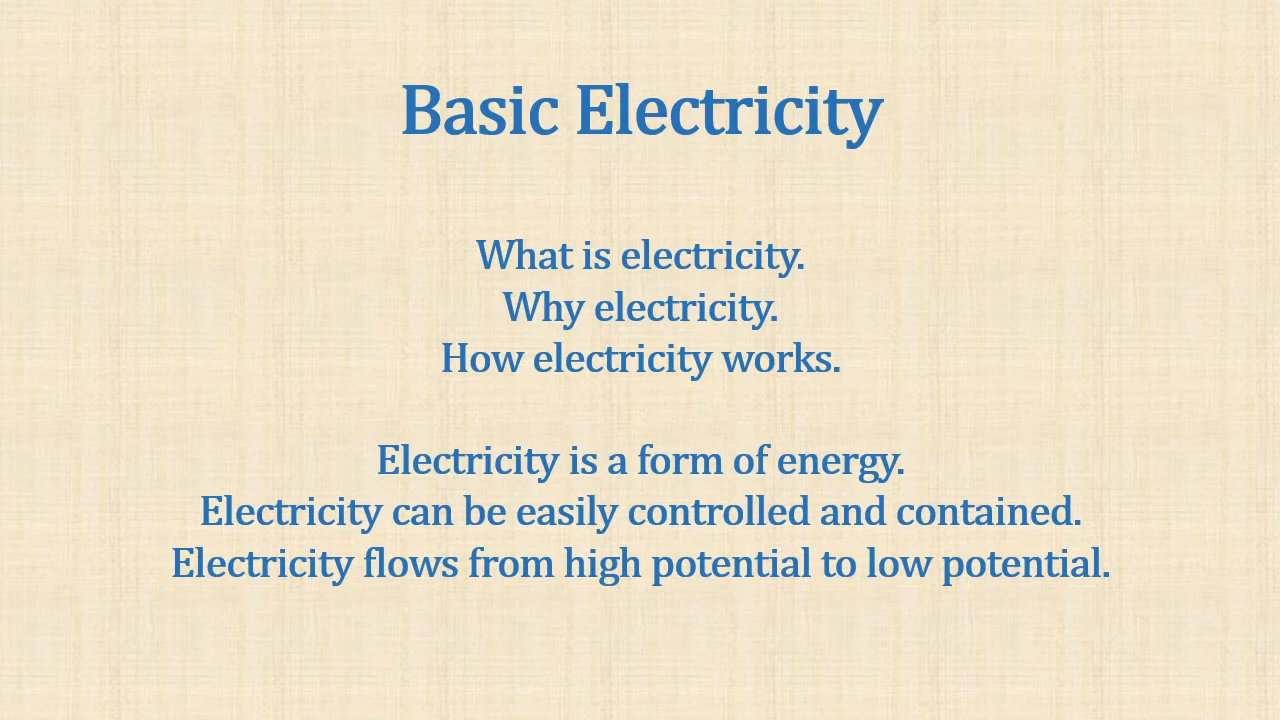 Basic Electricity
What is electricity.
Why electricity.
How electricity works.
Electricity is a form of energy.
Electricity can be easily controlled and contained.
Electricity flows from high potential to low potential.